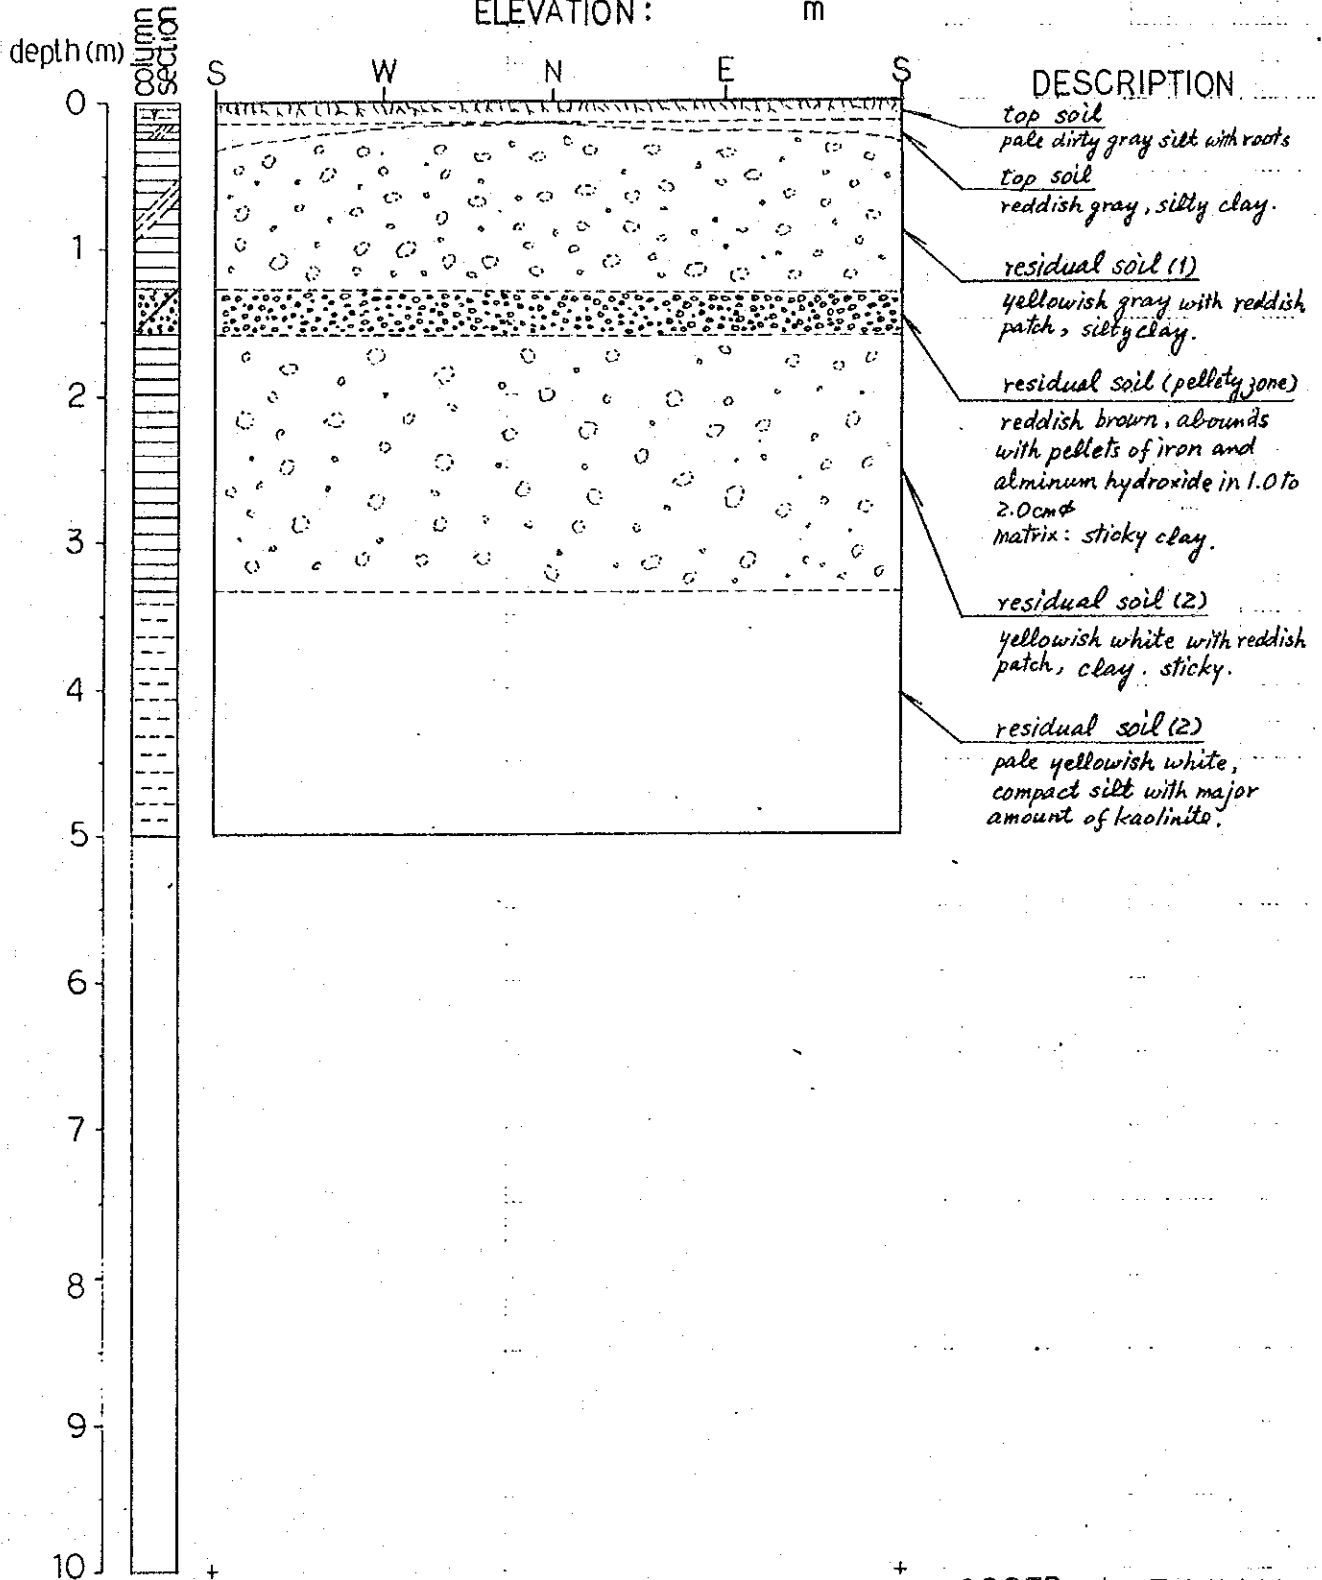 ELEVATION: m
depth (m)
column
section
S W N E S
DESCRIPTION
0
1
2
3
4
5
6
7
8
9
10
top soil
pale dirty gray silt with roots
top soil
reddish gray, silty clay.
residual soil (1)
yellowish gray with reddish
patch, silty clay.
residual soil (pellety zone)
reddish brown, abounds
with pellets of iron and
alminum hydroxide in 1.0 to
2.0cmφ
matrix: sticky clay.
residual soil (2)
yellowish white with reddish
patch, clay. sticky.
residual soil (2)
pale yellowish white,
compact silt with major
amount of kaolinite.